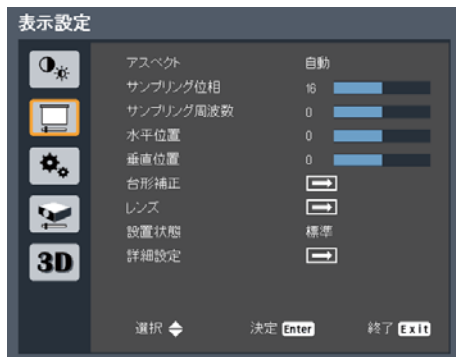 表示設定
アスペクト 自動
サンプリング位相 16
サンプリング周波数 0
水平位置 0
垂直位置 0
台形補正
レンズ
設置状態 標準
詳細設定
3D
選択 決定 Enter 終了 Exit